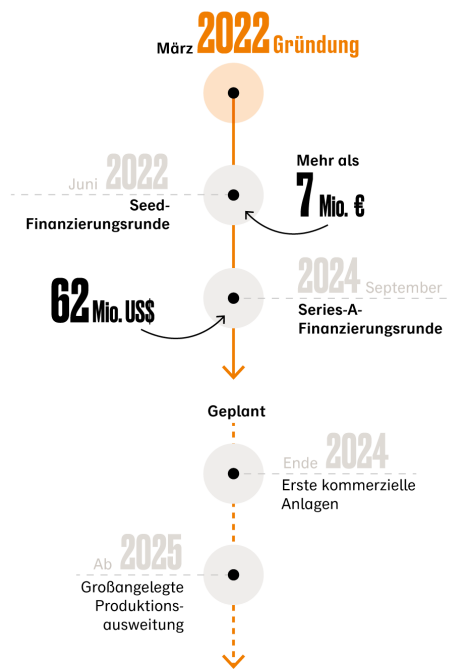 März 2022 Gründung
Juni 2022
Seed-
Finanzierungsrunde
Mehr als
7 Mio. €
2024 September
Series-A-
Finanzierungsrunde
62 Mio. US$
Geplant
Ende 2024
Erste kommerzielle
Anlagen
Ab 2025
Großangelegte
Produktions-
ausweitung